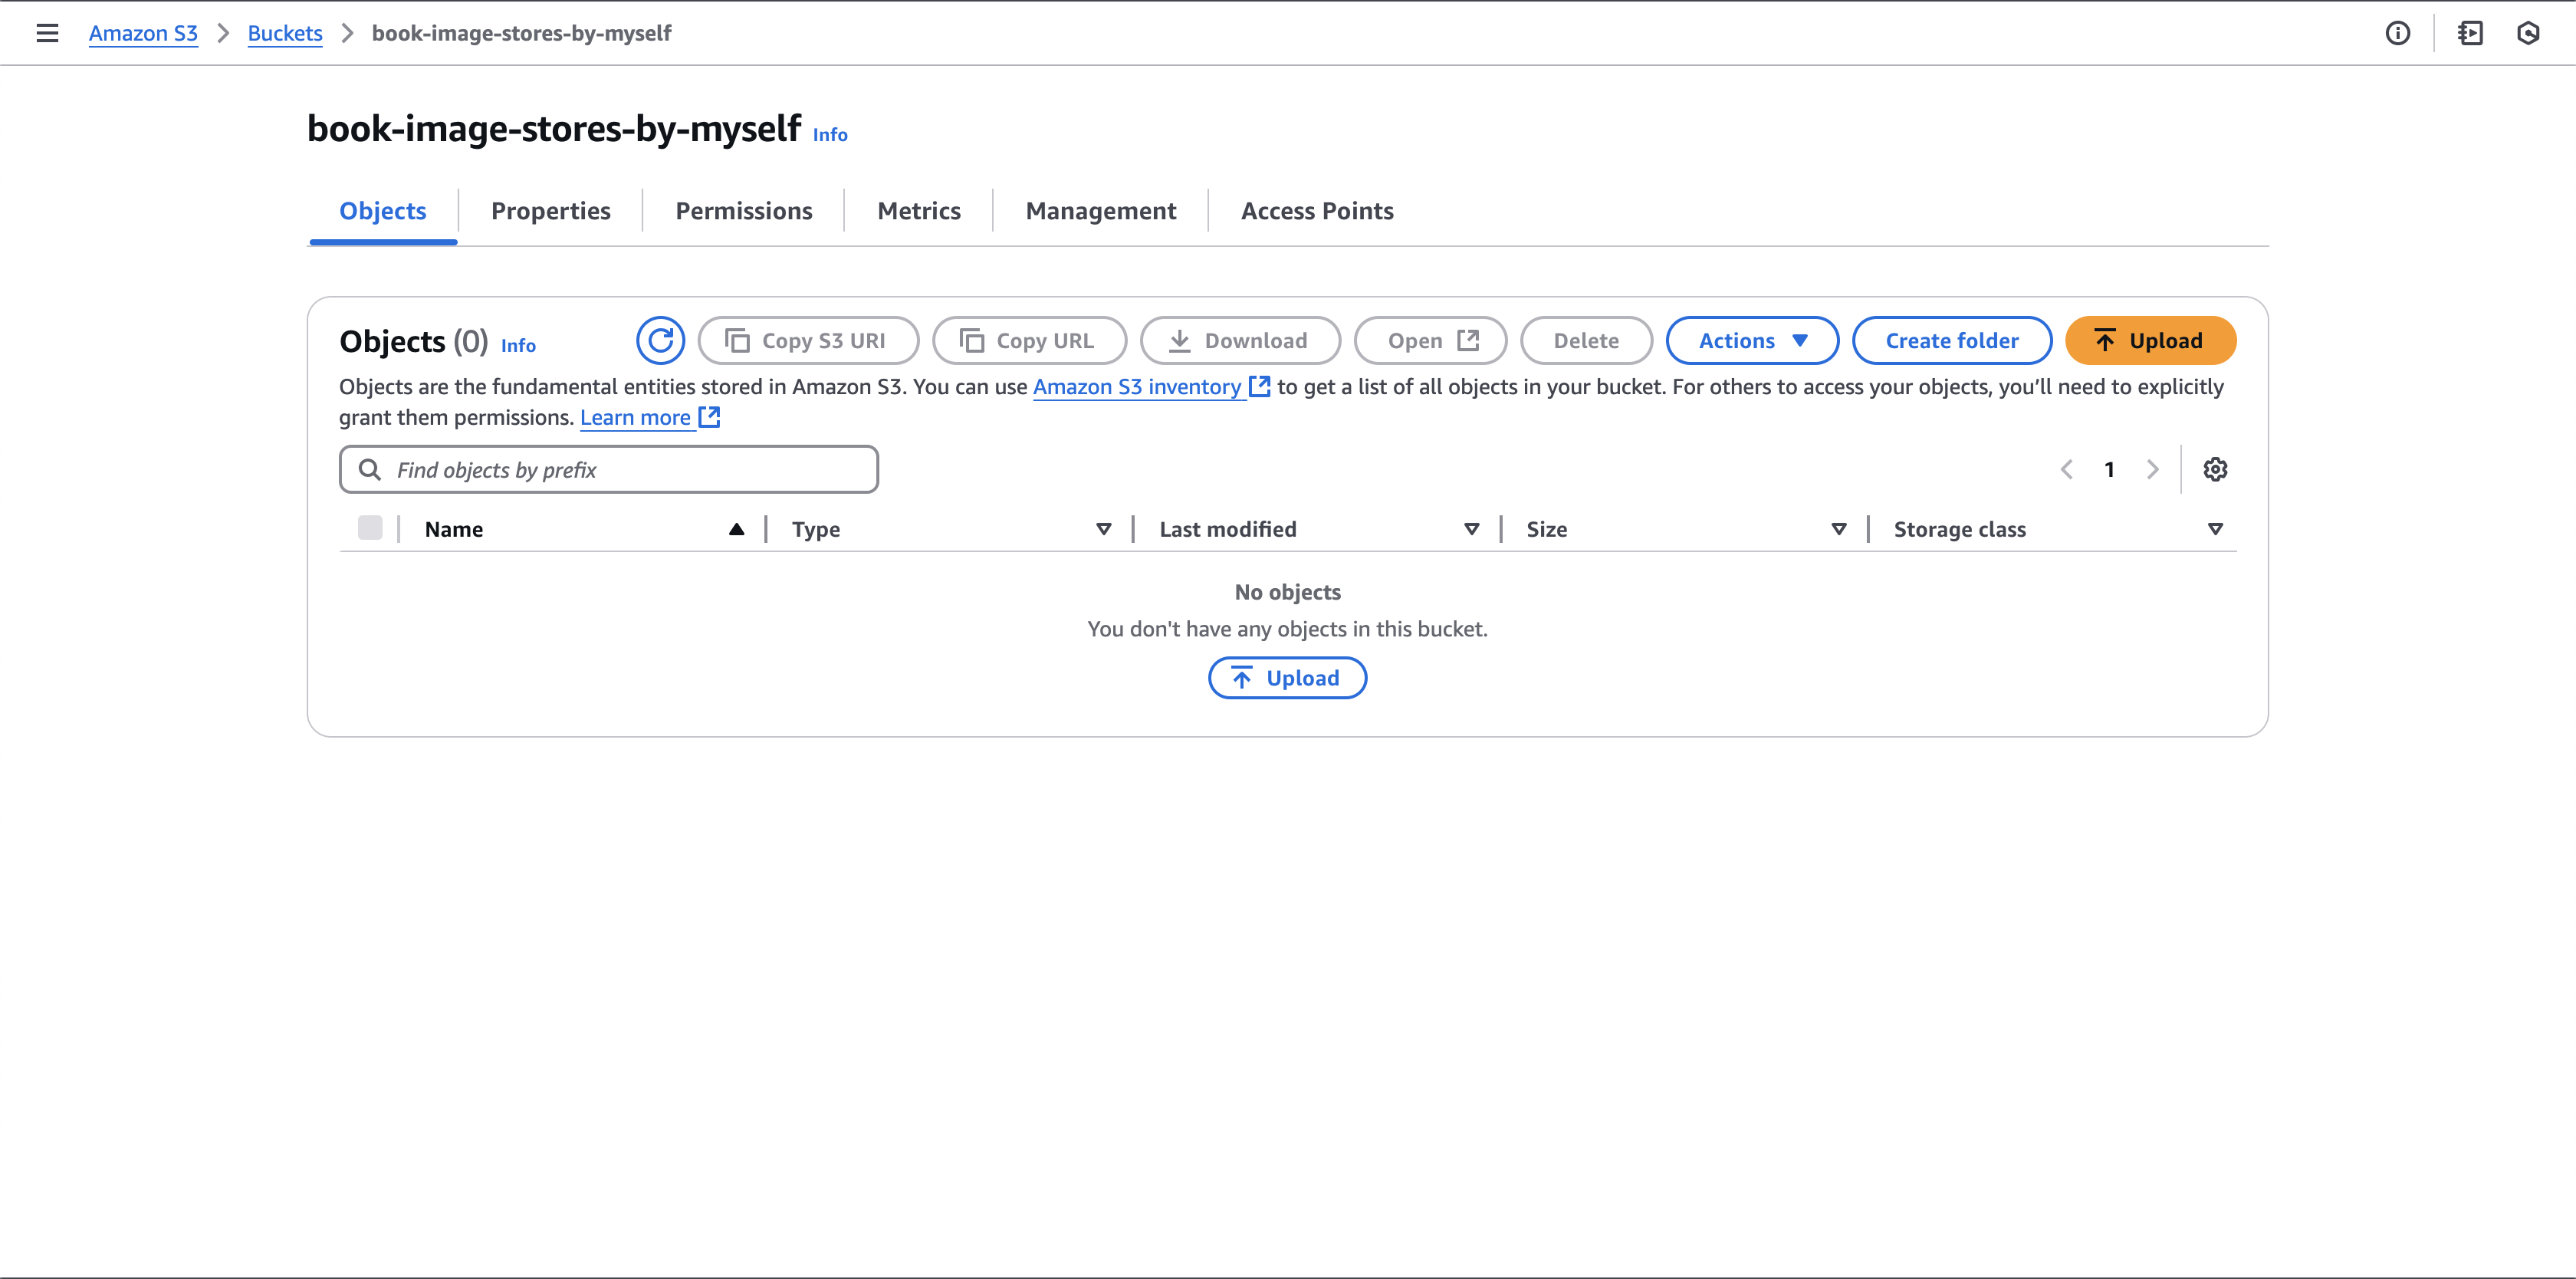 Amazon S3 > Buckets > book-image-stores-by-myself
book-image-stores-by-myself Info
Objects Properties Permissions Metrics Management Access Points
Objects (0) Info Copy S3 URI Copy URL Download Open Delete Actions Create folder Upload
Objects are the fundamental entities stored in Amazon S3. You can use Amazon S3 inventory to get a list of all objects in your bucket. For others to access your objects, you’ll need to explicitly
grant them permissions. Learn more
Find objects by prefix 1
Name Type Last modified Size Storage class
No objects
You don't have any objects in this bucket.
Upload